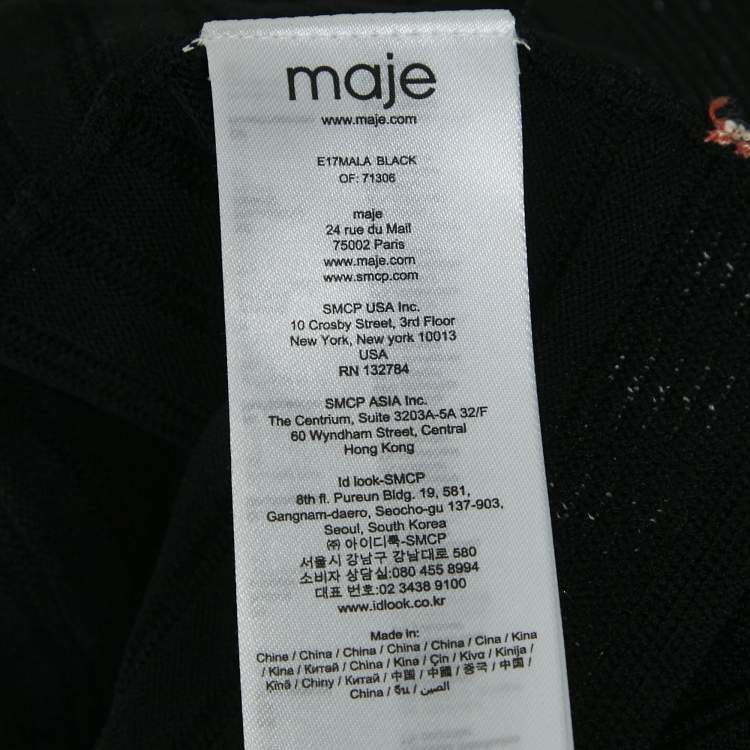 maje
www.maje.com
E17MALA BLACK
OF: 71306
maje
24 rue du Mail
75002 Paris
www.maje.com
www.smcp.com
SMCP USA Inc.
10 Crosby Street, 3rd Floor
New York, New york 10013
USA
RN 132784
SMCP ASIA Inc.
The Centrium, Suite 3203A-5A 32/F
60 Wyndham Street, Central
Hong Kong
Id look-SMCP
8th fl. Pureun Bldg. 19, 581,
Gangnam-daero, Seocho-gu 137-903,
Seoul, South Korea
㈜ 아이디룩-SMCP
서울시 강남구 강남대로 580
소비자 상담실:080 455 8994
대표 번호:02 3438 9100
www.idlook.co.kr
Made in:
Chine / China / China / China / China / Cina / Kina
/ Kina / Китай / China / Kina / Çin / Kiva / Kinija /
Ķīnā / Chiny / Китай / 中国 / 中國 / 중국 / 中国 /
China / จีน / الصين